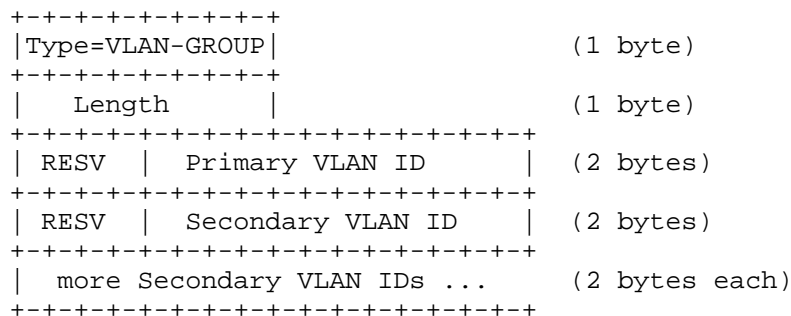 +-+-+-+-+-+-+-+
|Type=VLAN-GROUP|                  (1 byte)
+-+-+-+-+-+-+-+
|   Length      |                  (1 byte)
+-+-+-+-+-+-+-+-+-+-+-+-+-+-+-+
| RESV  |  Primary VLAN ID      |  (2 bytes)
+-+-+-+-+-+-+-+-+-+-+-+-+-+-+-+
| RESV  |  Secondary VLAN ID    |  (2 bytes)
+-+-+-+-+-+-+-+-+-+-+-+-+-+-+-+
|  more Secondary VLAN IDs ...     (2 bytes each)
+-+-+-+-+-+-+-+-+-+-+-+-+-+-+-+